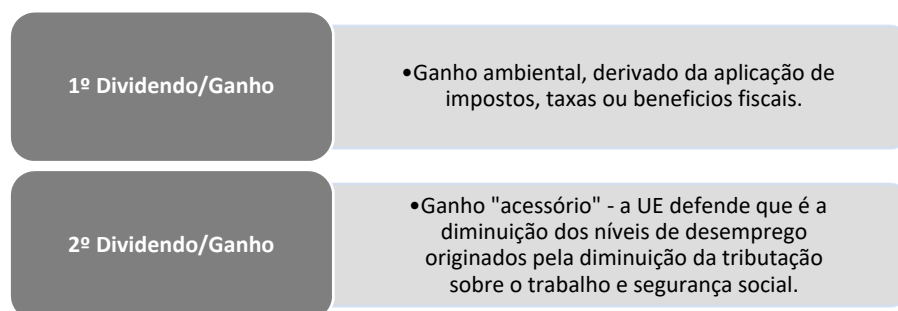 1º Dividendo/Ganho
•Ganho ambiental, derivado da aplicação de
impostos, taxas ou beneficios fiscais.
2º Dividendo/Ganho
•Ganho "acessório" - a UE defende que é a
diminuição dos níveis de desemprego
originados pela diminuição da tributação
sobre o trabalho e segurança social.